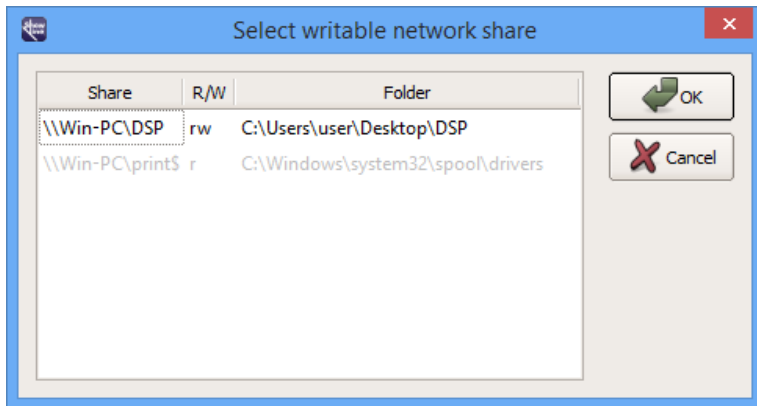 Select writable network share
Share R/W Folder
OK
\\Win-PC\DSP rw C:\Users\user\Desktop\DSP
\\Win-PC\print$ r C:\Windows\system32\spool\drivers
Cancel